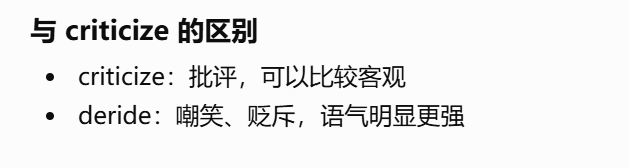 与 criticize 的区别
• criticize：批评，可以比较客观
• deride：嘲笑、贬斥，语气明显更强